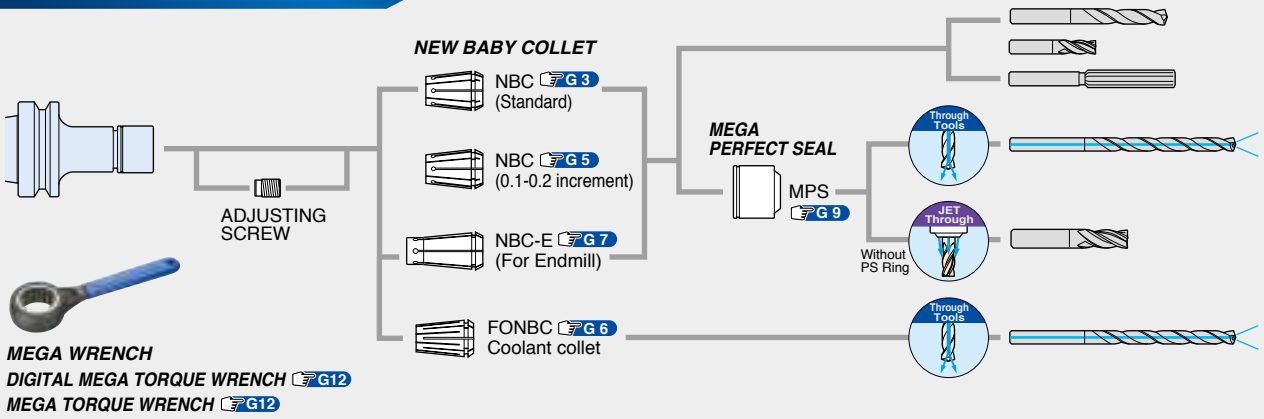 NEW BABY COLLET
NBC G 3
(Standard)
NBC G 5
(0.1-0.2 increment)
NBC-E G 7
(For Endmill)
FONBC G 6
Coolant collet
ADJUSTING
SCREW
MEGA
PERFECT SEAL
MPS
G 9
Through
Tools
JET
Through
Without
PS Ring
Through
Tools
MEGA WRENCH
DIGITAL MEGA TORQUE WRENCH G12
MEGA TORQUE WRENCH G12